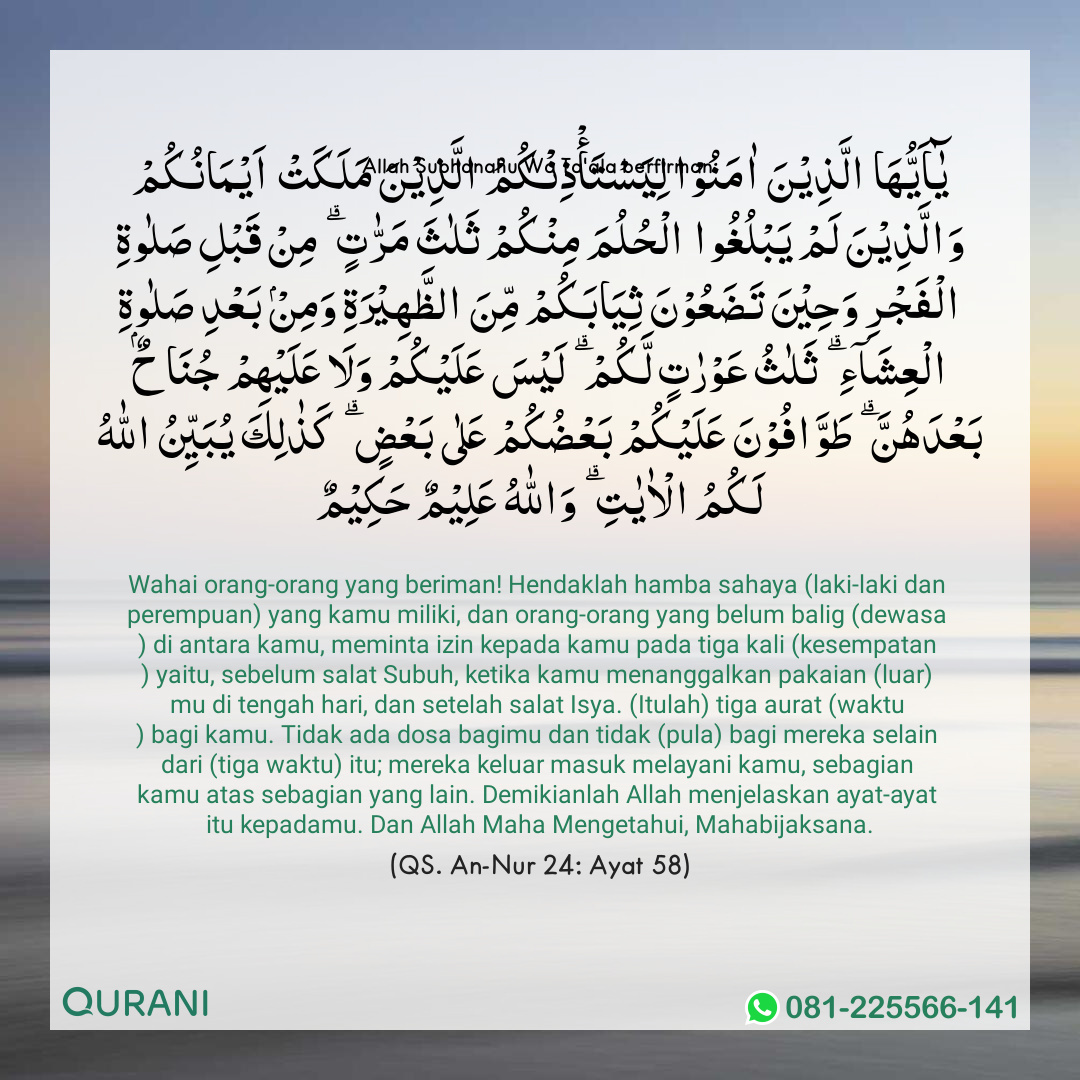 Allah Subhanahu Wa Ta'ala berfirman:
يٰۤاَيُّهَا الَّذِيْنَ اٰمَنُوْا لِيَسْتَأْذِنْكُمُ الَّذِيْنَ مَلَكَتْ اَيْمَانُكُمْ
وَالَّذِيْنَ لَمْ يَبْلُغُوا الْحُلُمَ مِنْكُمْ ثَلٰثَ مَرّٰتٍ ۗ مِنْ قَبْلِ صَلٰوةِ
الْفَجْرِ وَحِيْنَ تَضَعُوْنَ ثِيَابَكُمْ مِّنَ الظَّهِيْرَةِ وَمِنْۢ بَعْدِ صَلٰوةِ
الْعِشَآءِ ۗ ثَلٰثُ عَوْرٰتٍ لَّكُمْ ۗ لَيْسَ عَلَيْكُمْ وَلَا عَلَيْهِمْ جُنَاحٌۢ
بَعْدَهُنَّ ۗ طَوَّافُوْنَ عَلَيْكُمْ بَعْضُكُمْ عَلٰى بَعْضٍ ۗ كَذٰلِكَ يُبَيِّنُ اللّٰهُ
لَـكُمُ الْاٰيٰتِ ۗ وَاللّٰهُ عَلِيْمٌ حَكِيْمٌ
Wahai orang-orang yang beriman! Hendaklah hamba sahaya (laki-laki dan
perempuan) yang kamu miliki, dan orang-orang yang belum balig (dewasa
) di antara kamu, meminta izin kepada kamu pada tiga kali (kesempatan
) yaitu, sebelum salat Subuh, ketika kamu menanggalkan pakaian (luar)
mu di tengah hari, dan setelah salat Isya. (Itulah) tiga aurat (waktu
) bagi kamu. Tidak ada dosa bagimu dan tidak (pula) bagi mereka selain
dari (tiga waktu) itu; mereka keluar masuk melayani kamu, sebagian
kamu atas sebagian yang lain. Demikianlah Allah menjelaskan ayat-ayat
itu kepadamu. Dan Allah Maha Mengetahui, Mahabijaksana.
(QS. An-Nur 24: Ayat 58)
QURANI
081-225566-141